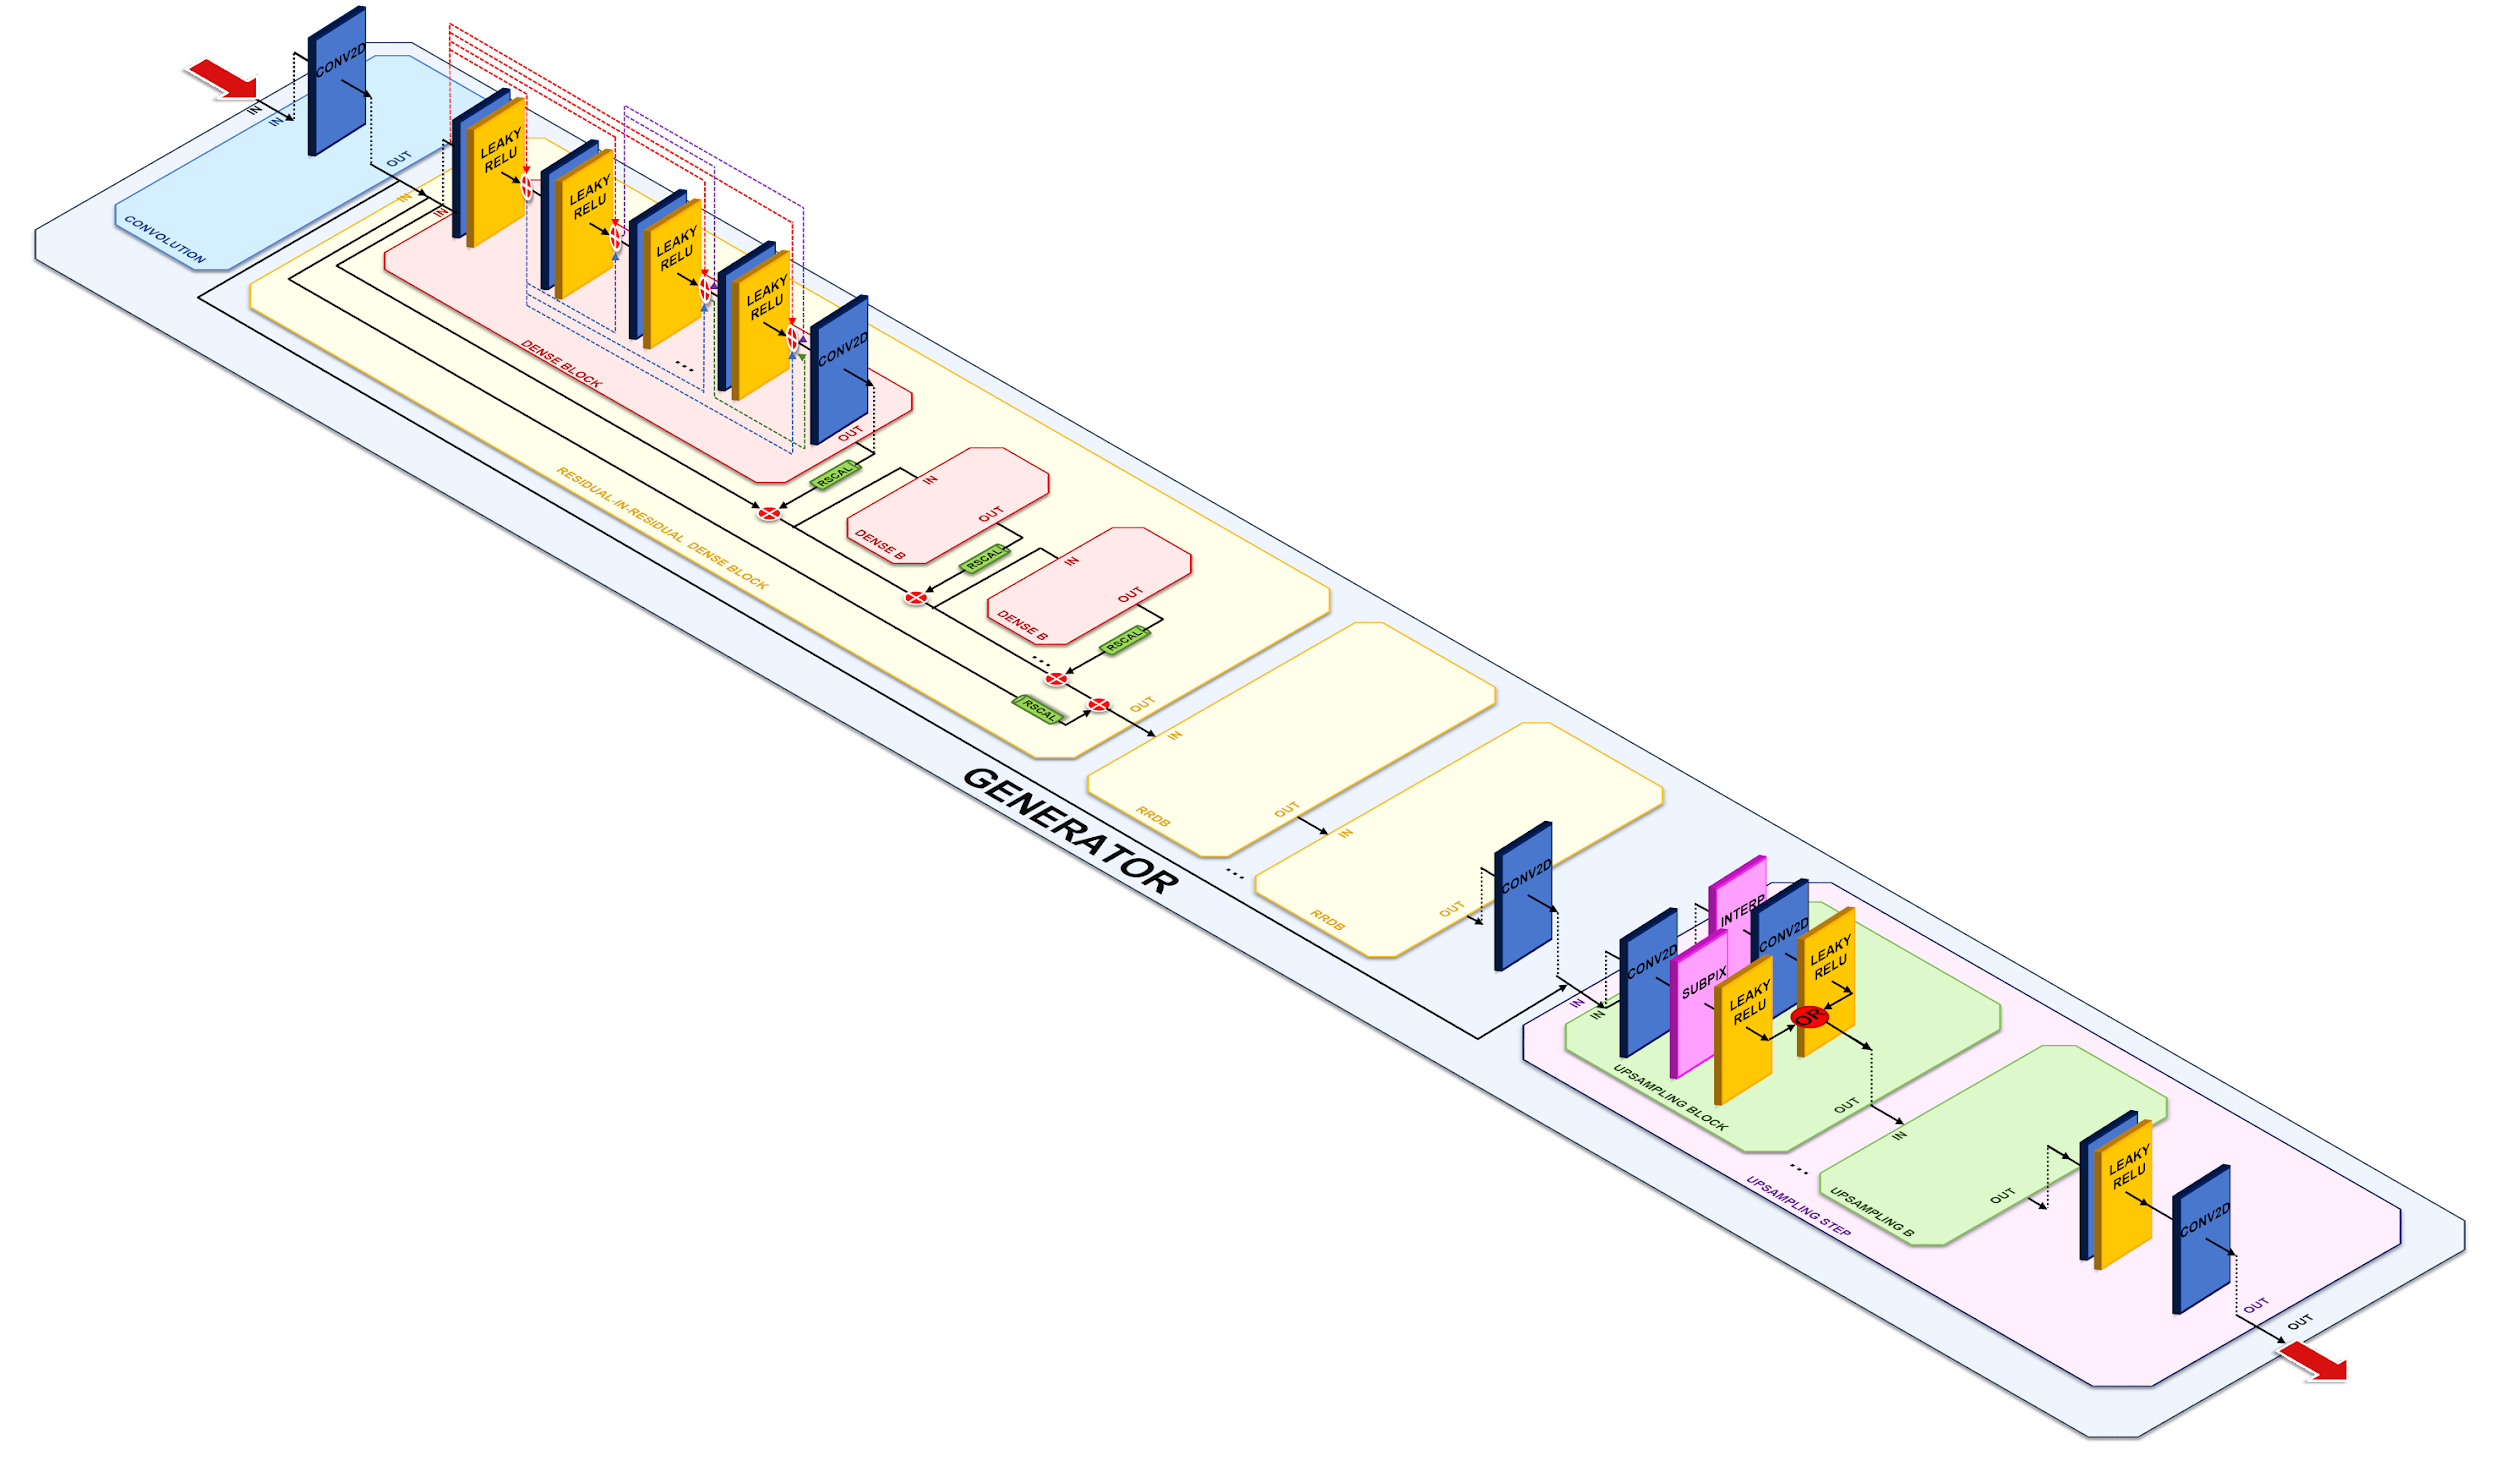 CONV2D
IN
IN
OUT
CONVOLUTION
IN
IN
LEAKY
RELU
LEAKY
RELU
LEAKY
RELU
LEAKY
RELU
CONV2D
...
DENSE BLOCK
OUT
RSCAL
IN
OUT
DENSE B
RSCAL
IN
OUT
DENSE B
RSCAL
...
RSCAL
OUT
RESIDUAL-IN-RESIDUAL DENSE BLOCK
IN
OUT
RRDB
IN
...
OUT
RRDB
GENERATOR
CONV2D
IN
IN
CONV2D
SUBPIX
LEAKY
RELU
INTERP
CONV2D
LEAKY
RELU
OR
OUT
UPSAMPLING BLOCK
...
IN
OUT
UPSAMPLING B
UPSAMPLING STEP
LEAKY
RELU
CONV2D
OUT
OUT